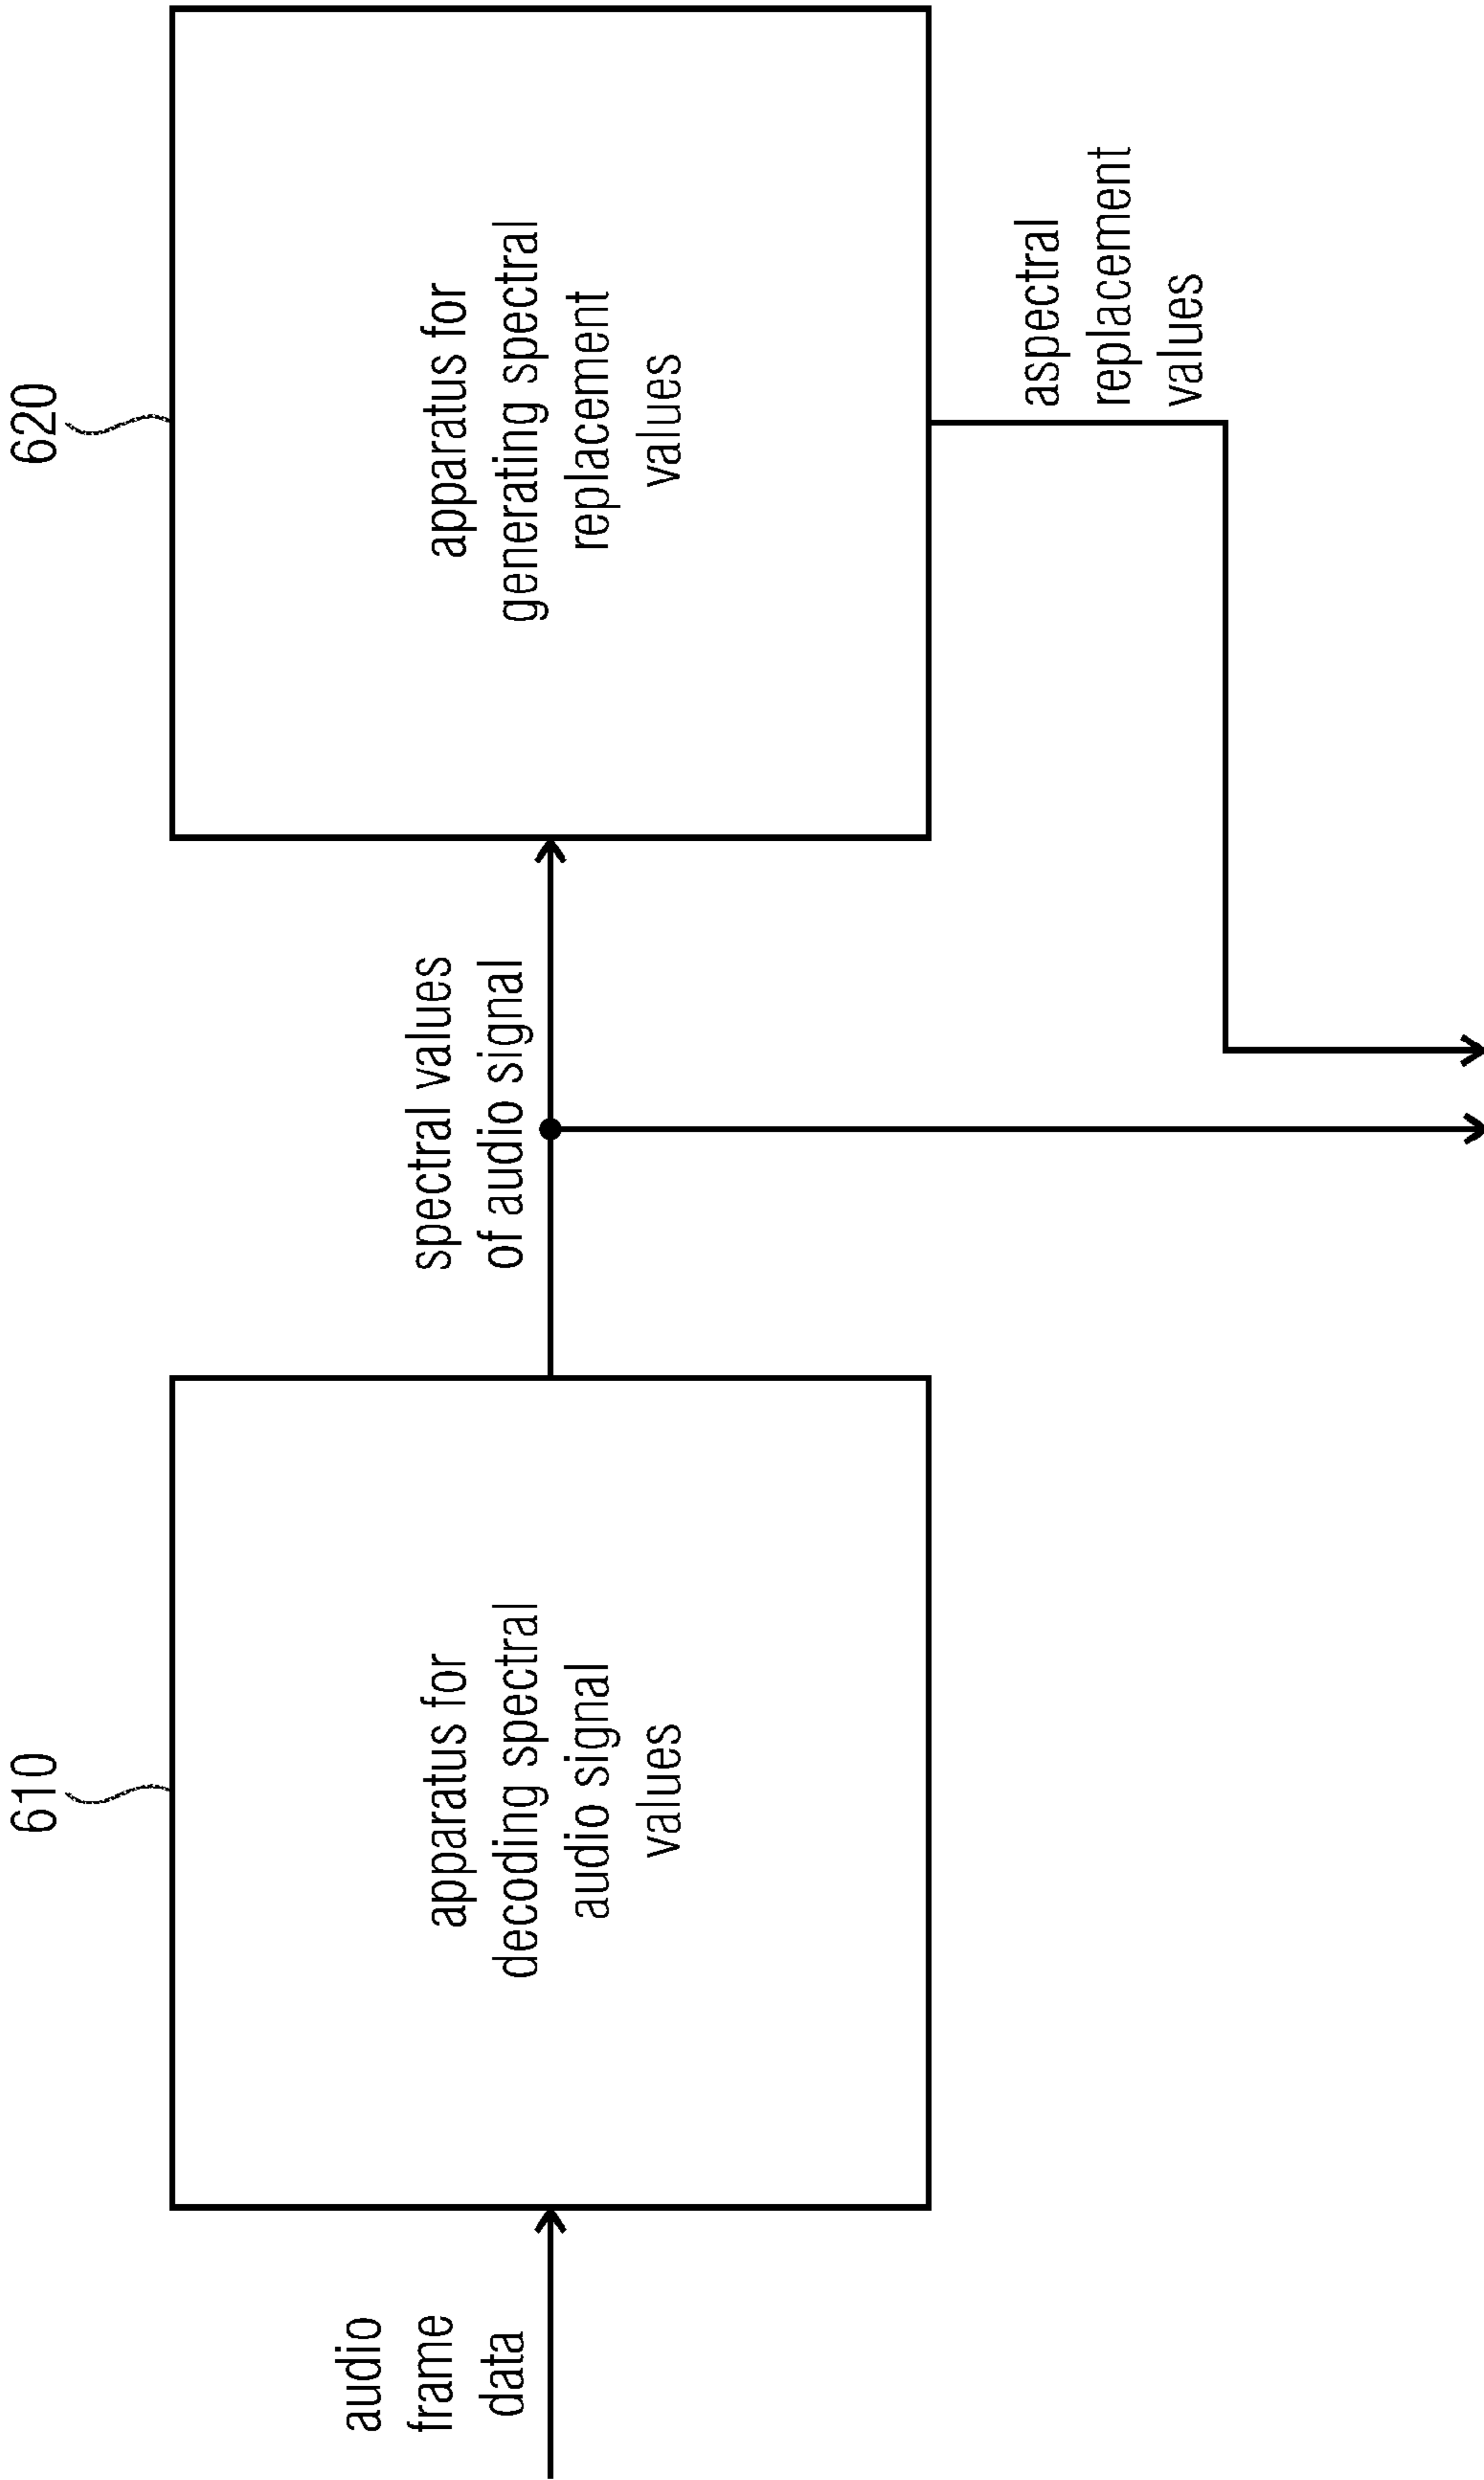 610
620
audio
frame
data
apparatus for
decoding spectral
audio signal
values
spectral values
of audio signal
apparatus for
generating spectral
replacement
values
aspectral
replacement
values